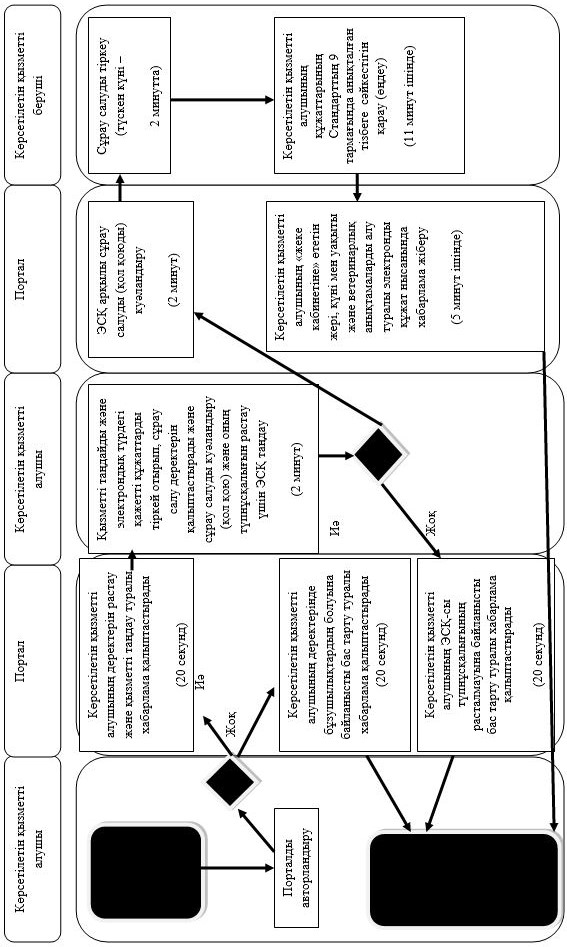 Көрсетілетін қызметті
алушы
Портал
Көрсетілетін қызметті
алушы
Портал
Көрсетілетін қызметті
беруші
Порталды
авторландыру
Иә
Жоқ
Көрсетілетін қызметті
алушының деректерін растау
және қызметті таңдау туралы
хабарлама қалыптастырады
(20 секунд)
Көрсетілетін қызметті
алушының деректерінде
бұзушылықтардың болуына
байланысты бас тарту туралы
хабарлама қалыптастырады
(20 секунд)
Көрсетілетін қызметті
алушының ЭСҚ-сы
түпнұсқалығының
расталмауына байланысты
бас тарту туралы хабарлама
қалыптастырады
(20 секунд)
Қызметті таңдайды және
электрондық түрдегі
қажетті құжаттарды
тіркей отырып, сұрау
салу деректерін
қалыптастырады және
сұрау салуды куәландыру
(қол қою) және оның
түпнұсқалығын растау
үшін ЭСҚ таңдау
(2 минут)
Иә
Жоқ
ЭСҚ арқылы сұрау
салуды (қол қоюды)
куәландыру
(2 минут)
Көрсетілетін қызметті
алушының «жеке
кабинетіне» өтетін
жері, күні мен уақыты
және ветеринарлық
анықтамаларды алу
туралы электронды
құжат нысанында
хабарлама жіберу
(5 минут ішінде)
Сұрау салуды тіркеу
(түскен күні –
2 минутта)
Көрсетілетін қызметті
алушының
құжаттарының
Стандарттың 9
тармағында анықталған
тізбеге сәйкестігін
қарау (өңдеу)
(11 минут ішінде)